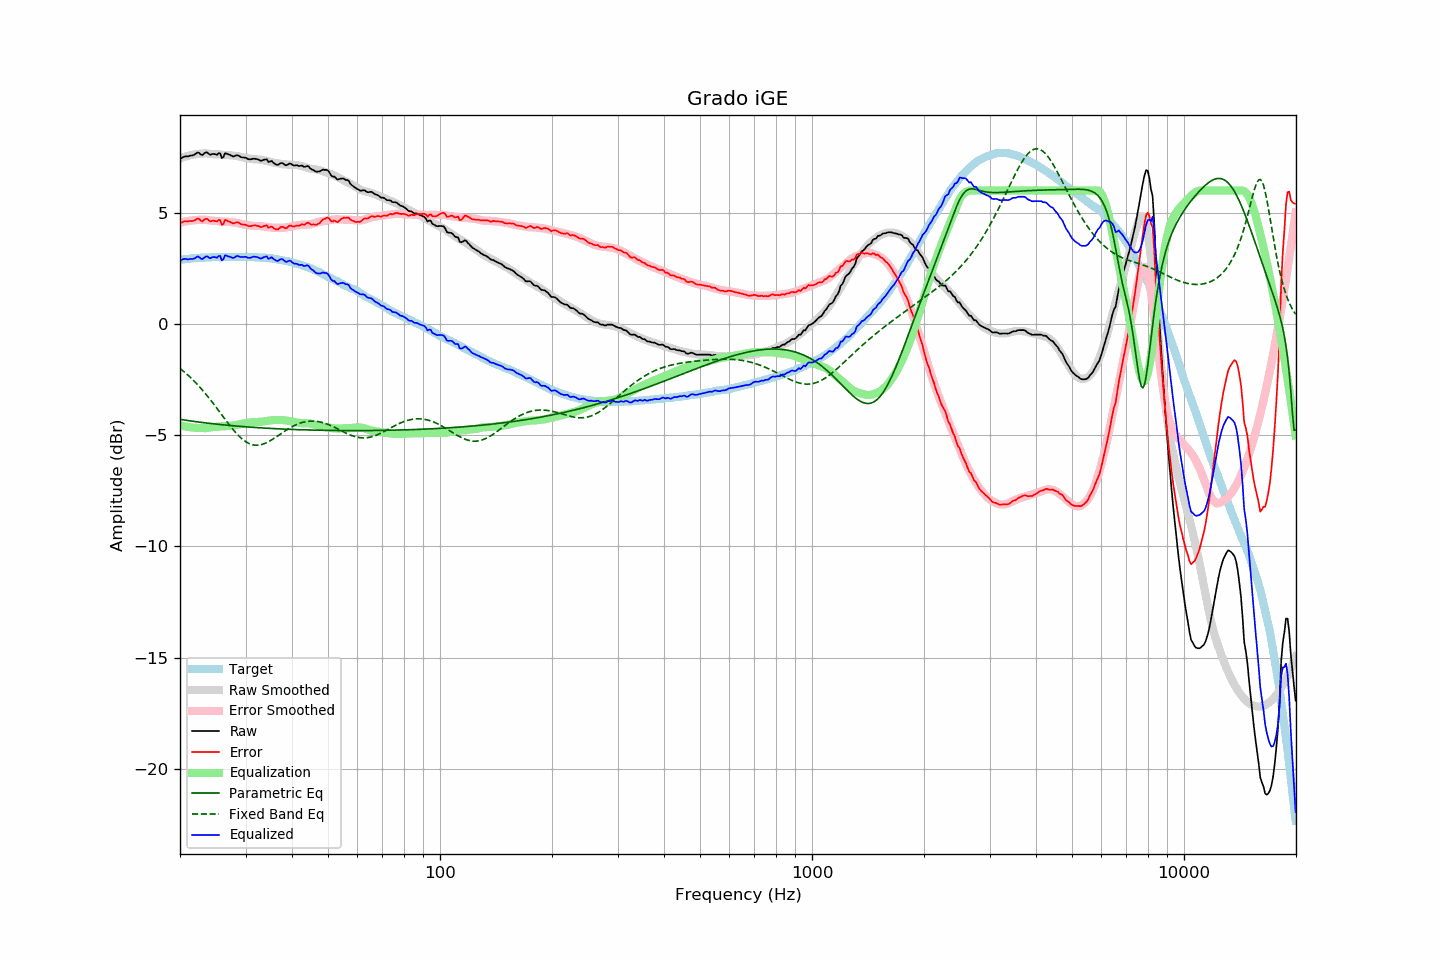 Grado iGE
Amplitude (dBr)
5
0
−5
−10
−15
−20
Target
Raw Smoothed
Error Smoothed
Raw
Error
Equalization
Parametric Eq
Fixed Band Eq
Equalized
100
1000
10000
Frequency (Hz)